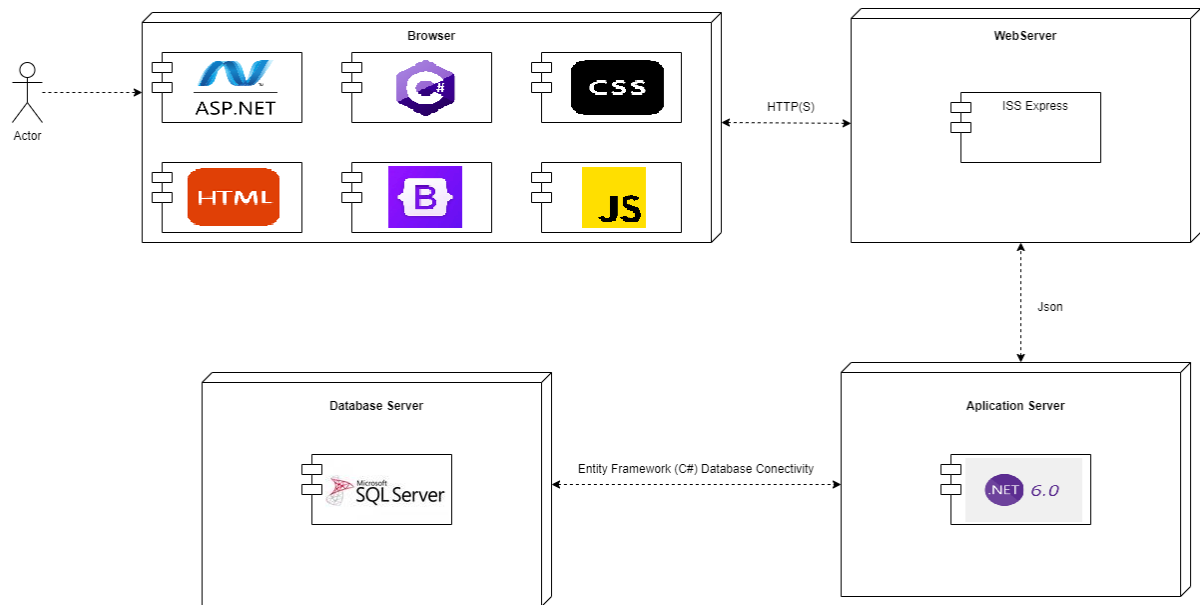 Browser
WebServer
ASP.NET
C#
CSS
ISS Express
HTTP(S)
Actor
HTML
B
JS
Json
Database Server
Aplication Server
Entity Framework (C#) Database Conectivity
Microsoft
SQL Server
.NET 6.0